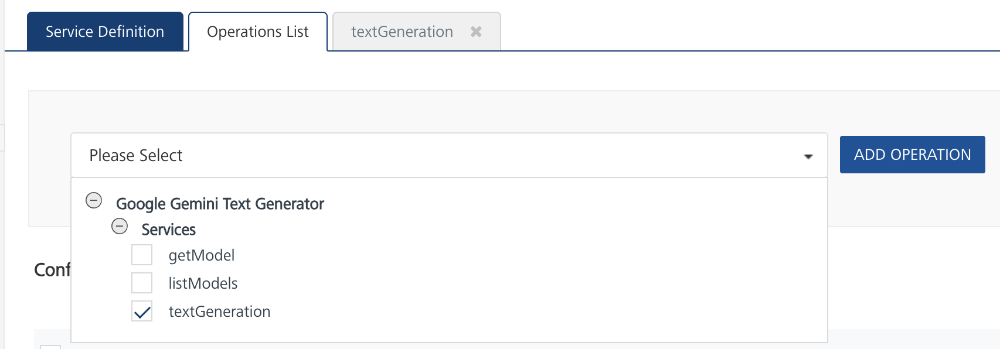 Service Definition
Operations List
textGeneration
Please Select
ADD OPERATION
Google Gemini Text Generator
Services
getModel
listModels
textGeneration